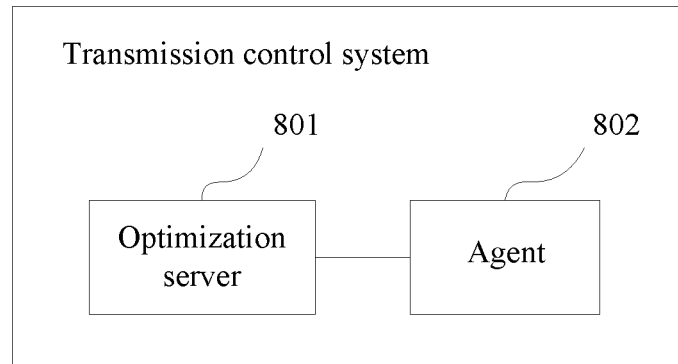 Transmission control system
801
802
Optimization
server
Agent